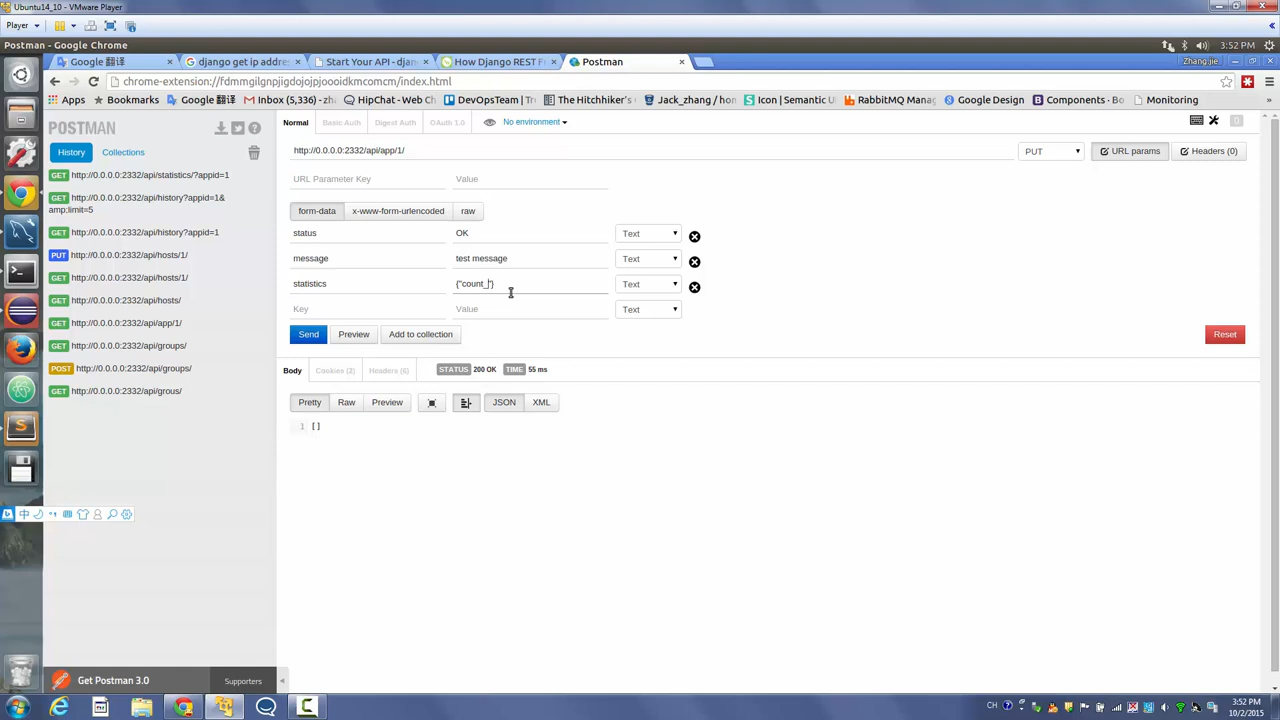 Ubuntu14_10 - VMware Player
Player
Postman - Google Chrome
3:52 PM
Google 翻译
django get ip addre
Start Your API - djan
How Django REST F
Postman
Zhang jie
chrome-extension://fdmmgilgnpjigdojojpjoooidkmcomcm/index.html
Apps
Bookmarks
Google 翻译
Inbox (5,336) - zh
HipChat - Web C
DevOpsTeam | Tr
The Hitchhiker's
Jack_zhang / ho
Icon | Semantic U
RabbitMQ Manag
Google Design
Components · Bo
Monitoring
»
POSTMAN
History
Collections
GET http://0.0.0.0:2332/api/statistics/?appid=1
GET http://0.0.0.0:2332/api/history?appid=1&
amp;limit=5
GET http://0.0.0.0:2332/api/history?appid=1
PUT http://0.0.0.0:2332/api/hosts/1/
GET http://0.0.0.0:2332/api/hosts/1/
GET http://0.0.0.0:2332/api/hosts/
GET http://0.0.0.0:2332/api/app/1/
GET http://0.0.0.0:2332/api/groups/
POST http://0.0.0.0:2332/api/groups/
GET http://0.0.0.0:2332/api/grous/
Get Postman 3.0
Supporters
Normal
Basic Auth
Digest Auth
OAuth 1.0
No environment
0
http://0.0.0.0:2332/api/app/1/
PUT
URL params
Headers (0)
URL Parameter Key
Value
form-data
x-www-form-urlencoded
raw
status
OK
Text
message
test message
Text
statistics
{"count_"}
Text
Key
Value
Text
Send
Preview
Add to collection
Reset
Body
Cookies (2)
Headers (6)
STATUS 200 OK
TIME 55 ms
Pretty
Raw
Preview
JSON
XML
1 []
中
CH
3:52 PM
10/2/2015